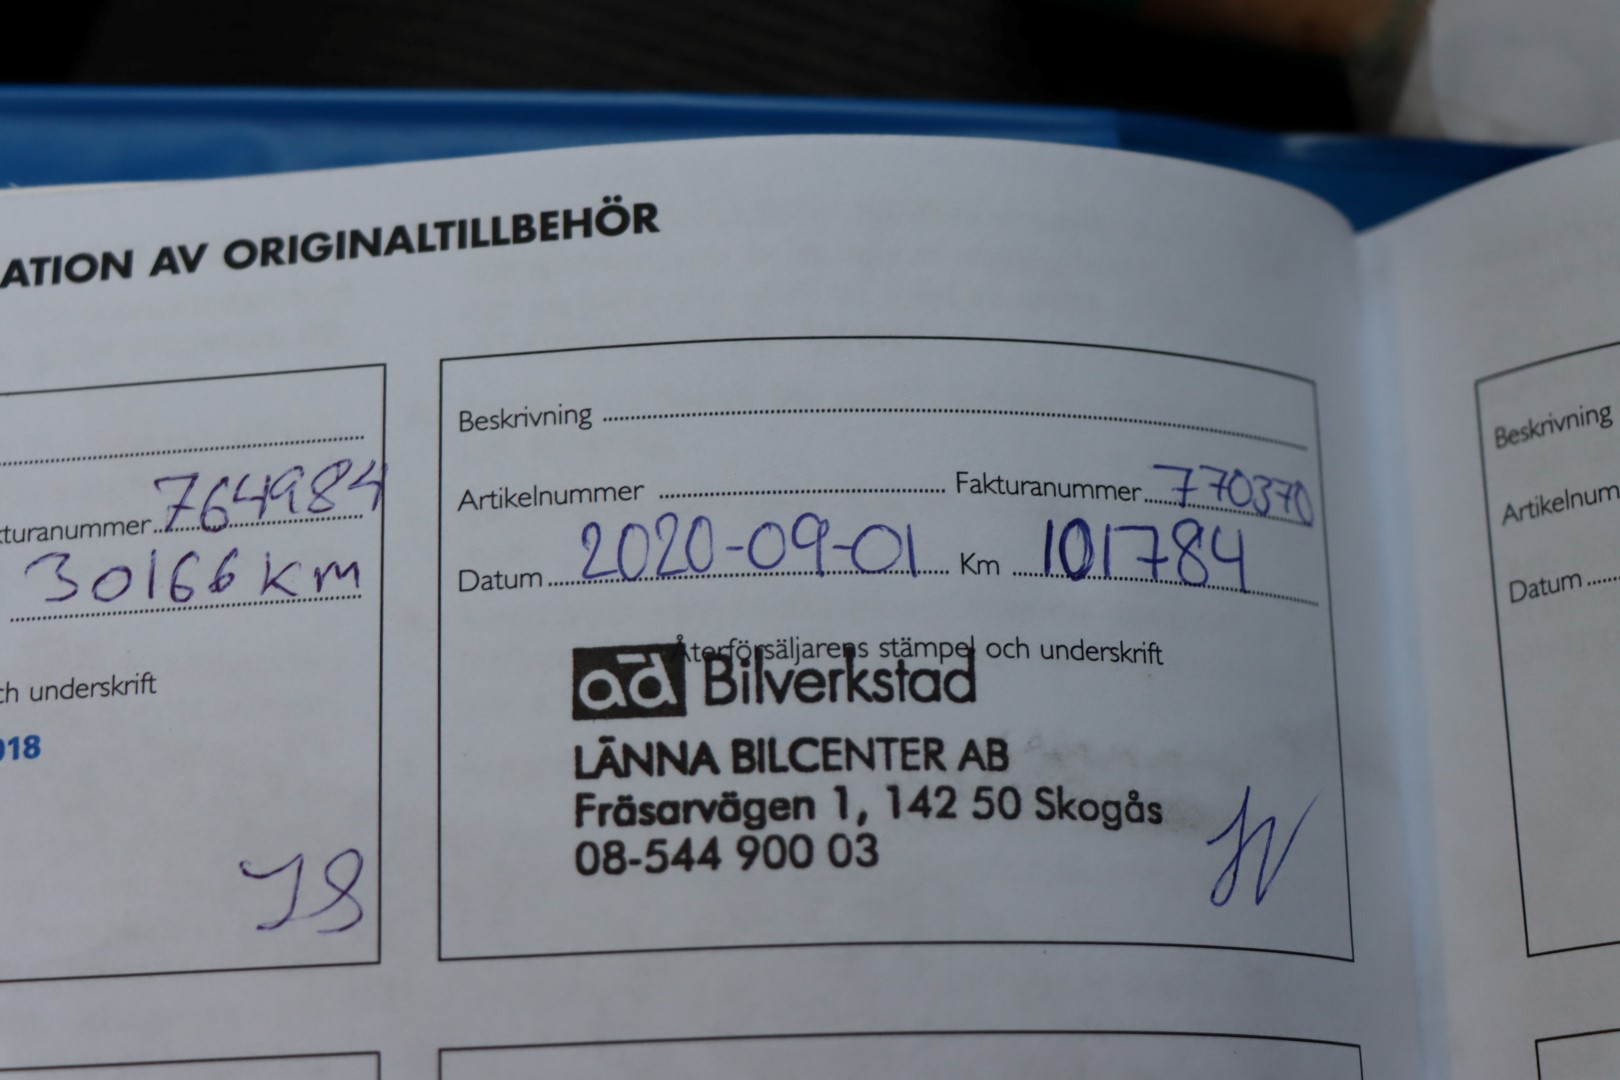 ATION AV ORIGINALTILLBEHÖR
kturanummer 764984
30166 km
ch underskrift
018
JS
Beskrivning
Artikelnummer Fakturanummer 770370
Datum 2020-09-01 Km 101784
Återförsäljarens stämpel och underskrift
ad Bilverkstad
LÄNNA BILCENTER AB
Fräsarvägen 1, 142 50 Skogås
08-544 900 03
Beskrivning
Artikelnum
Datum